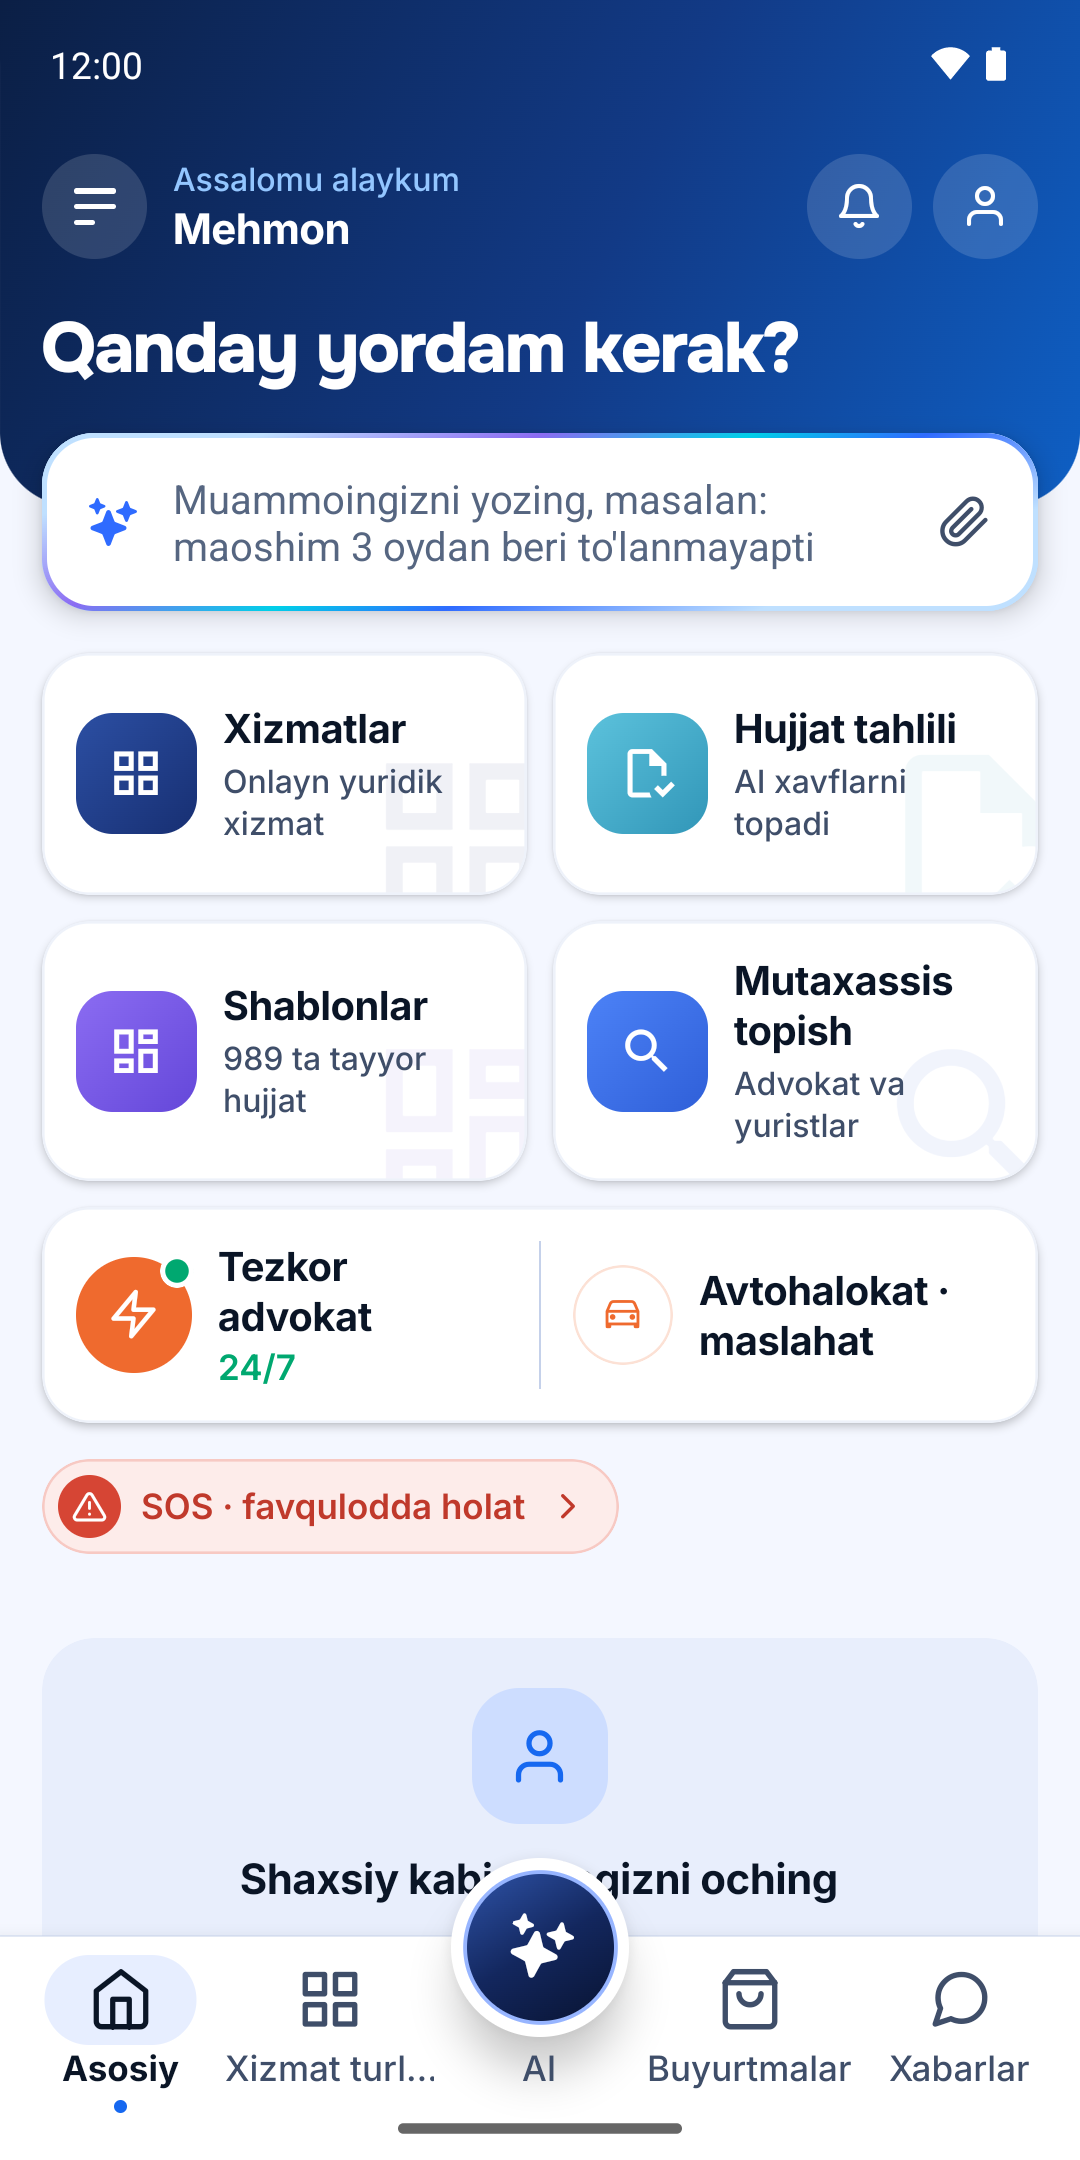 12:00
Assalomu alaykum
Mehmon
Qanday yordam kerak?
Muammoingizni yozing, masalan:
maoshim 3 oydan beri to'lanmayapti
Xizmatlar
Onlayn yuridik
xizmat
Hujjat tahlili
AI xavflarni
topadi
Shablonlar
989 ta tayyor
hujjat
Mutaxassis
topish
Advokat va
yuristlar
Tezkor
advokat
24/7
Avtohalokat ·
maslahat
SOS · favqulodda holat
Shaxsiy oching
Asosiy
Xizmat turl...
AI
Buyurtmalar
Xabarlar